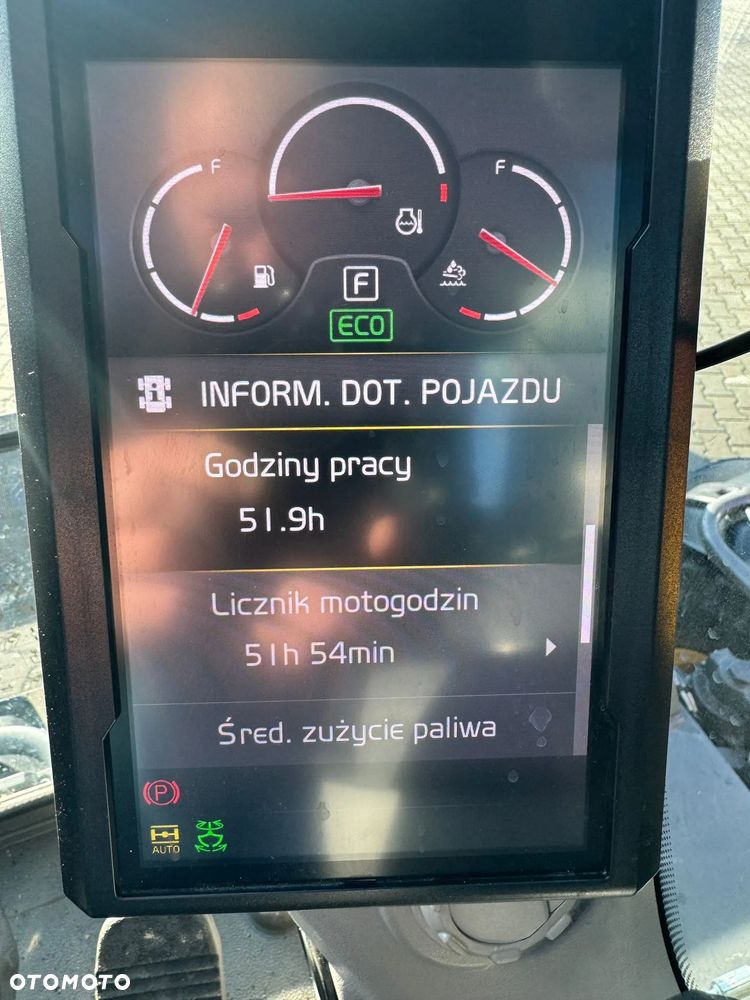 F
F
F
ECO
INFORM. DOT. POJAZDU
Godziny pracy
51.9h
Licznik motogodzin
51h 54min
Śred. zużycie paliwa
P
AUTO
OTOMOTO